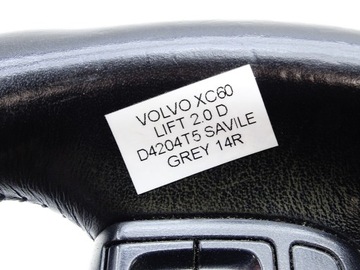 VOLVO XC60
LIFT 2.0 D
D4204T5 SAVILE
GREY 14R